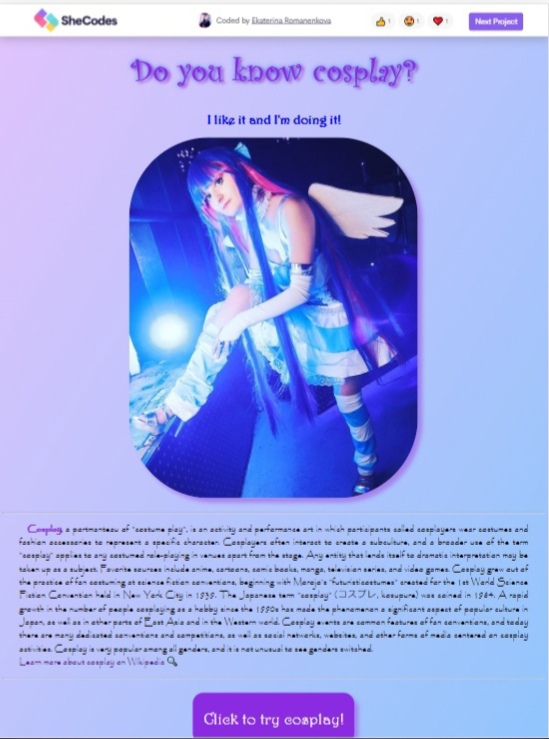 SheCodes
Coded by Ekaterina Romanenkova
1
1
1
Next Project
Do you know cosplay?
I like it and I'm doing it!
Cosplay, a portmanteau of "costume play", is an activity and performance art in which participants called cosplayers wear costumes and
fashion accessories to represent a specific character. Cosplayers often interact to create a subculture, and a broader use of the term
"cosplay" applies to any costumed role-playing in venues apart from the stage. Any entity that lends itself to dramatic interpretation may be
taken up as a subject. Favorite sources include anime, cartoons, comic books, manga, television series, and video games. Cosplay grew out of
the practice of fan costuming at science fiction conventions, beginning with Morojo's "futuristicostumes" created for the 1st World Science
Fiction Convention held in New York City in 1939. The Japanese term "cosplay" (コスプレ, kosupure) was coined in 1984. A rapid
growth in the number of people cosplaying as a hobby since the 1990s has made the phenomenon a significant aspect of popular culture in
Japan, as well as in other parts of East Asia and in the Western world. Cosplay events are common features of fan conventions, and today
there are many dedicated conventions and competitions, as well as social networks, websites, and other forms of media centered on cosplay
activities. Cosplay is very popular among all genders, and it is not unusual to see genders switched.
Learn more about cosplay on Wikipedia 🔍
Click to try cosplay!